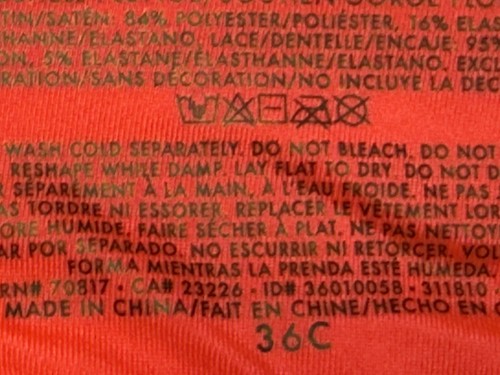 TIN/SATÉN: 84% POLYESTER/POLIÉSTER, 16% ELAS
HANNE/ELASTANO. LACE/DENTELLE/ENCAJE: 95%
ON, 5% ELASTANE/ÉLASTHANNE/ELASTANO. EXCL
RATION/SANS DÉCORATION/NO INCLUYE LA DEC
WASH COLD SEPARATELY. DO NOT BLEACH. DO NOT
RESHAPE WHILE DAMP. LAY FLAT TO DRY. DO NOT D
R SÉPARÉMENT À LA MAIN, À L'EAU FROIDE. NE PAS
AS TORDRE NI ESSORER. REPLACER LE VÊTEMENT LOR
ORE HUMIDE. FAIRE SÉCHER À PLAT. NE PAS NETTOY
AR POR SEPARADO. NO ESCURRIR NI RETORCER. VOL
FORMA MIENTRAS LA PRENDA ESTÉ HÚMEDA
RN# 70817 • CA# 23226 • ID# 36010058 • 311810
MADE IN CHINA/FAIT EN CHINE/HECHO EN
36C